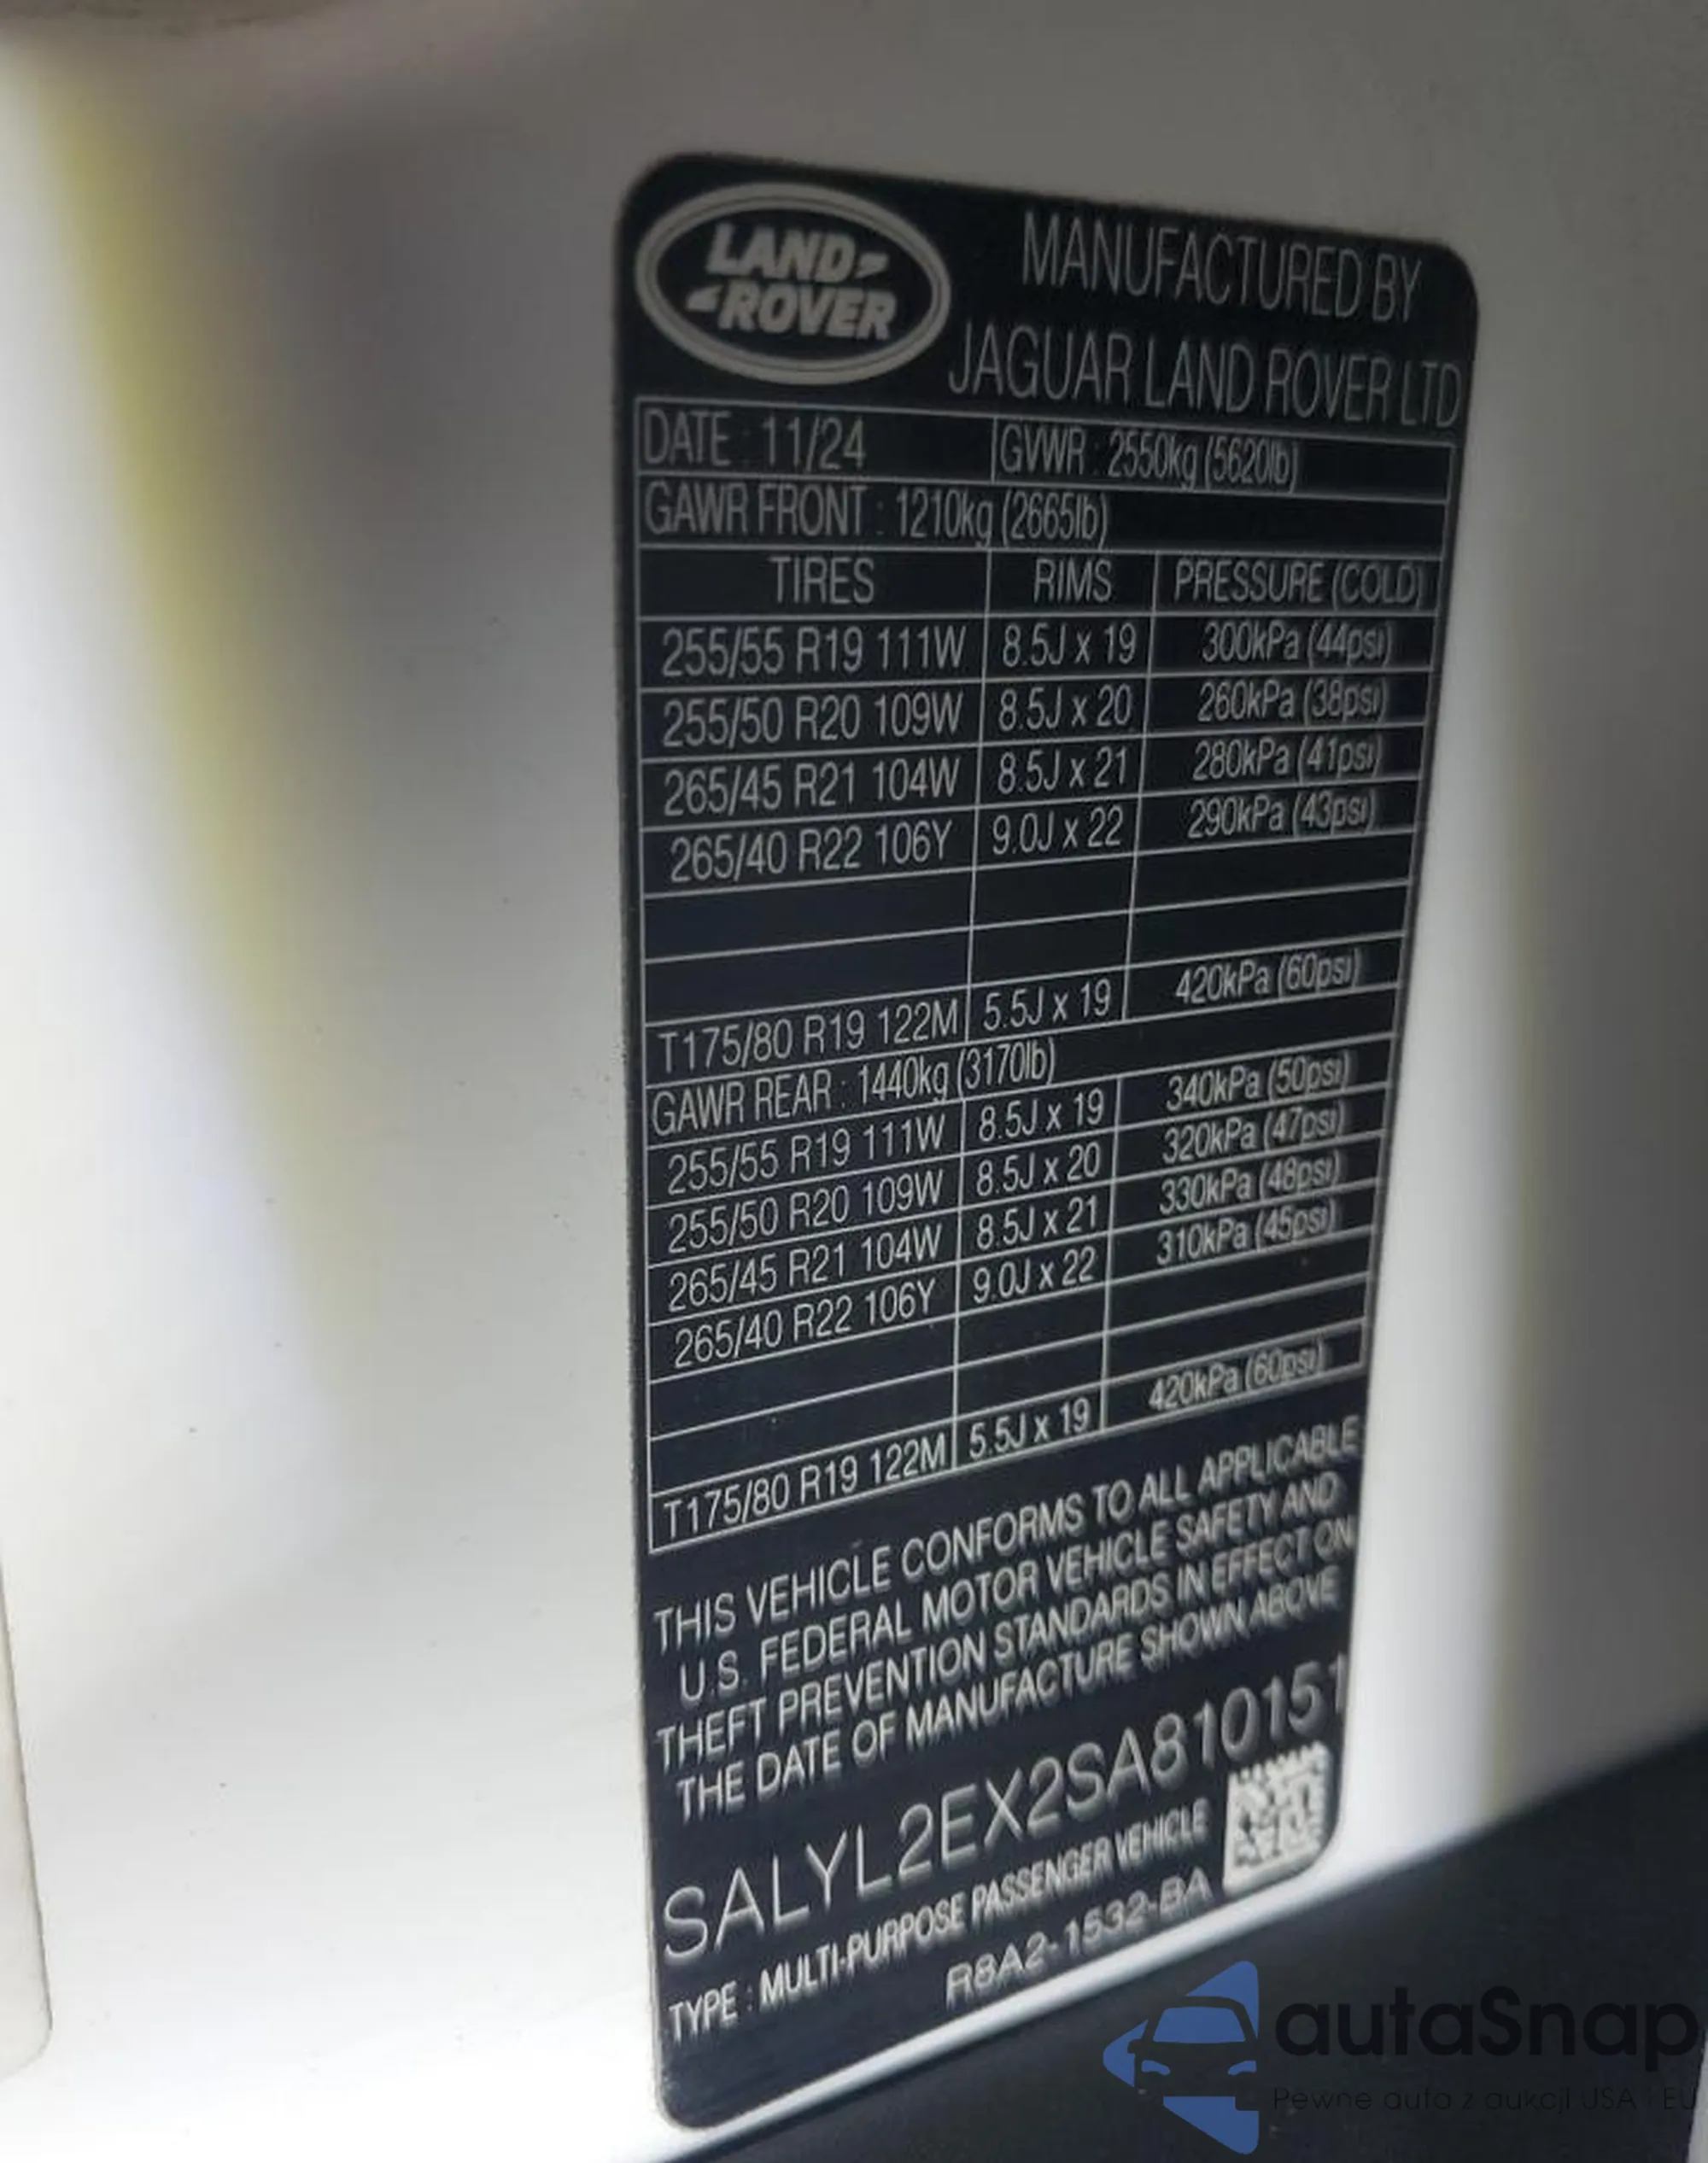 LAND ROVER
MANUFACTURED BY
JAGUAR LAND ROVER LTD
DATE : 11/24 GVWR : 2550kg (5620lb)
GAWR FRONT : 1210kg (2665lb)
TIRES RIMS PRESSURE (COLD)
255/55 R19 111W 8.5J x 19 300kPa (44psi)
255/50 R20 109W 8.5J x 20 260kPa (38psi)
265/45 R21 104W 8.5J x 21 280kPa (41psi)
265/40 R22 106Y 9.0J x 22 290kPa (43psi)
T175/80 R19 122M 5.5J x 19 420kPa (60psi)
GAWR REAR : 1440kg (3170lb)
255/55 R19 111W 8.5J x 19 340kPa (50psi)
255/50 R20 109W 8.5J x 20 320kPa (47psi)
265/45 R21 104W 8.5J x 21 330kPa (48psi)
265/40 R22 106Y 9.0J x 22 310kPa (45psi)
T175/80 R19 122M 5.5J x 19 420kPa (60psi)
THIS VEHICLE CONFORMS TO ALL APPLICABLE
U.S. FEDERAL MOTOR VEHICLE SAFETY AND
THEFT PREVENTION STANDARDS IN EFFECT ON
THE DATE OF MANUFACTURE SHOWN ABOVE
SALYL2EX2SA810151
TYPE : MULTI-PURPOSE PASSENGER VEHICLE
R8A2-1532-BA
autaSnap
Pewne auta z aukcji USA i EU